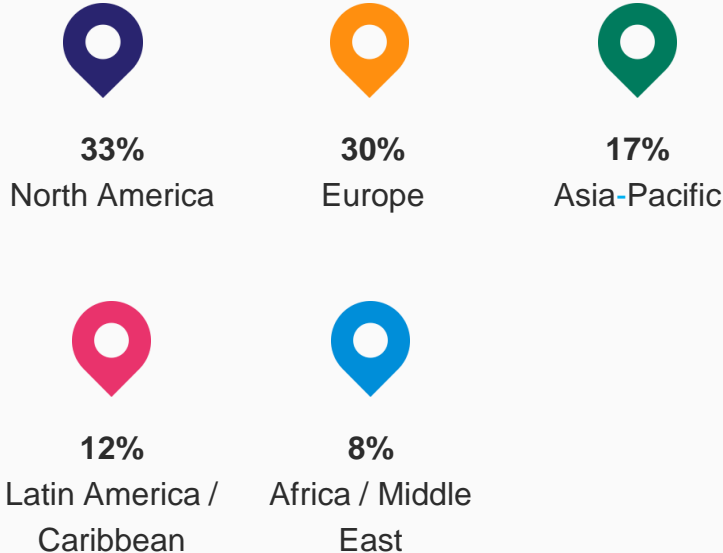 33%
North America
30%
Europe
17%
Asia-Pacific
12%
Latin America /
Caribbean
8%
Africa / Middle
East